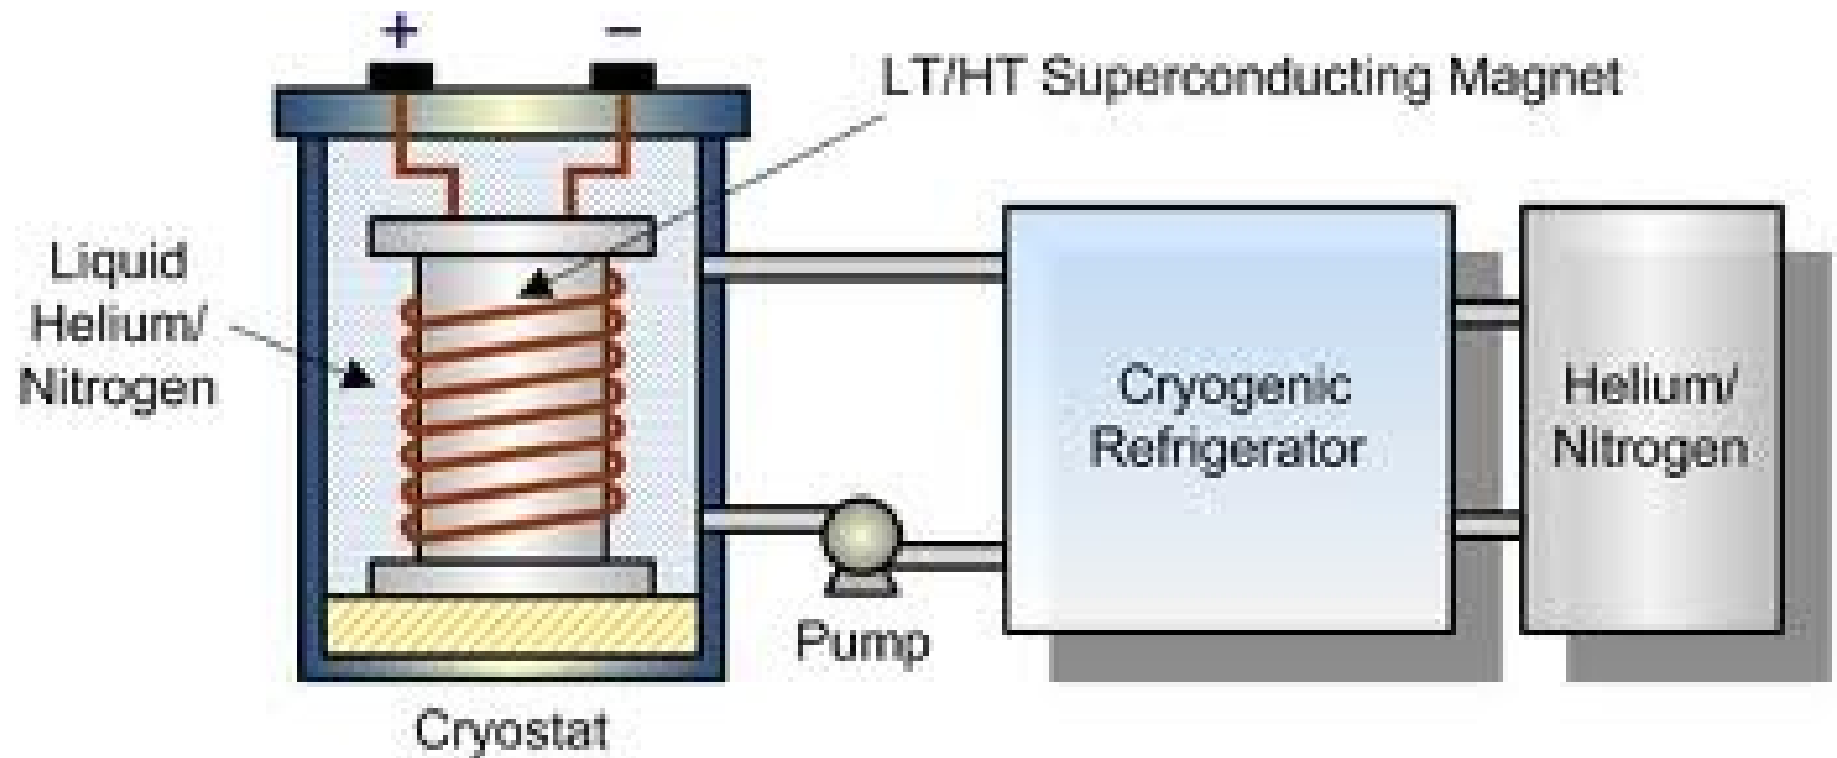 + −
LT/HT Superconducting Magnet
Liquid
Helium/
Nitrogen
Cryogenic
Refrigerator
Helium/
Nitrogen
Pump
Cryostat